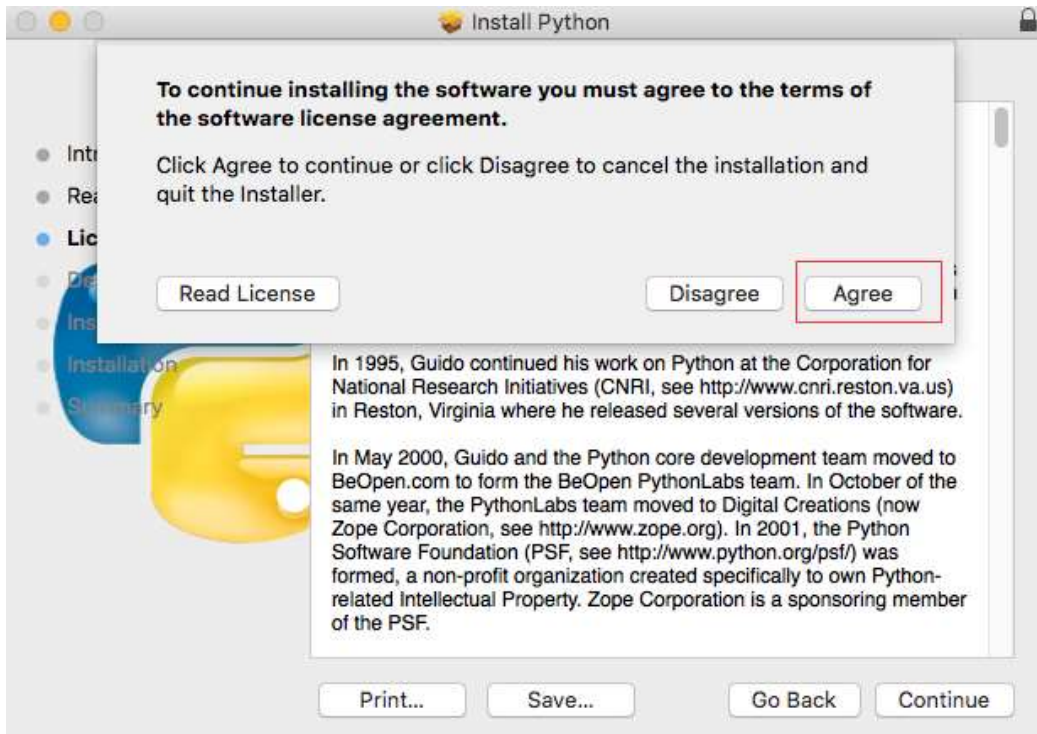 Install Python
To continue installing the software you must agree to the terms of
the software license agreement.
Click Agree to continue or click Disagree to cancel the installation and
quit the Installer.
Read License
Disagree
Agree
Lic
Installation
Summary
In 1995, Guido continued his work on Python at the Corporation for
National Research Initiatives (CNRI, see http://www.cnri.reston.va.us)
in Reston, Virginia where he released several versions of the software.
In May 2000, Guido and the Python core development team moved to
BeOpen.com to form the BeOpen PythonLabs team. In October of the
same year, the PythonLabs team moved to Digital Creations (now
Zope Corporation, see http://www.zope.org). In 2001, the Python
Software Foundation (PSF, see http://www.python.org/psf/) was
formed, a non-profit organization created specifically to own Python-
related Intellectual Property. Zope Corporation is a sponsoring member
of the PSF.
Print...
Save...
Go Back
Continue